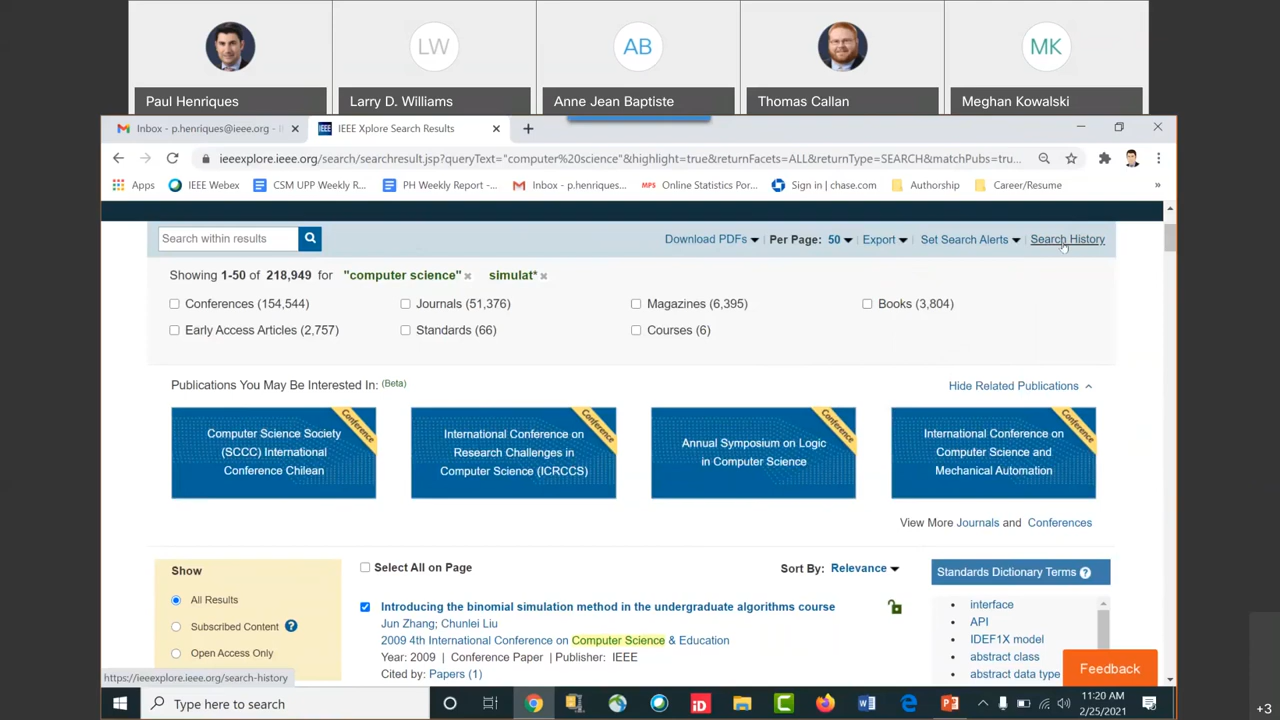 LW
AB
MK
Paul Henriques
Larry D. Williams
Anne Jean Baptiste
Thomas Callan
Meghan Kowalski
Inbox - p.henriques@ieee.org -
IEEE Xplore Search Results
ieeexplore.ieee.org/search/searchresult.jsp?queryText="computer%20science"&highlight=true&returnFacets=ALL&returnType=SEARCH&matchPubs=tru...
Apps
IEEE Webex
CSM UPP Weekly R...
PH Weekly Report -...
Inbox - p.henriques...
MPS Online Statistics Por...
Sign in | chase.com
Authorship
Career/Resume
»
Search within results
Download PDFs | Per Page: 50 | Export | Set Search Alerts | Search History
Showing 1-50 of 218,949 for "computer science" × simulat* ×
Conferences (154,544)
Journals (51,376)
Magazines (6,395)
Books (3,804)
Early Access Articles (2,757)
Standards (66)
Courses (6)
Publications You May Be Interested In: (Beta)
Hide Related Publications
Conference
Computer Science Society
(SCCC) International
Conference Chilean
Conference
International Conference on
Research Challenges in
Computer Science (ICRCCS)
Conference
Annual Symposium on Logic
in Computer Science
Conference
International Conference on
Computer Science and
Mechanical Automation
View More Journals and Conferences
Show
All Results
Subscribed Content ?
Open Access Only
Select All on Page
Sort By: Relevance
Introducing the binomial simulation method in the undergraduate algorithms course
Jun Zhang; Chunlei Liu
2009 4th International Conference on Computer Science & Education
Year: 2009 | Conference Paper | Publisher: IEEE
Cited by: Papers (1)
Standards Dictionary Terms ?
interface
API
IDEF1X model
abstract class
abstract data type
Feedback
https://ieeexplore.ieee.org/search-history
Type here to search
11:20 AM
2/25/2021
+3